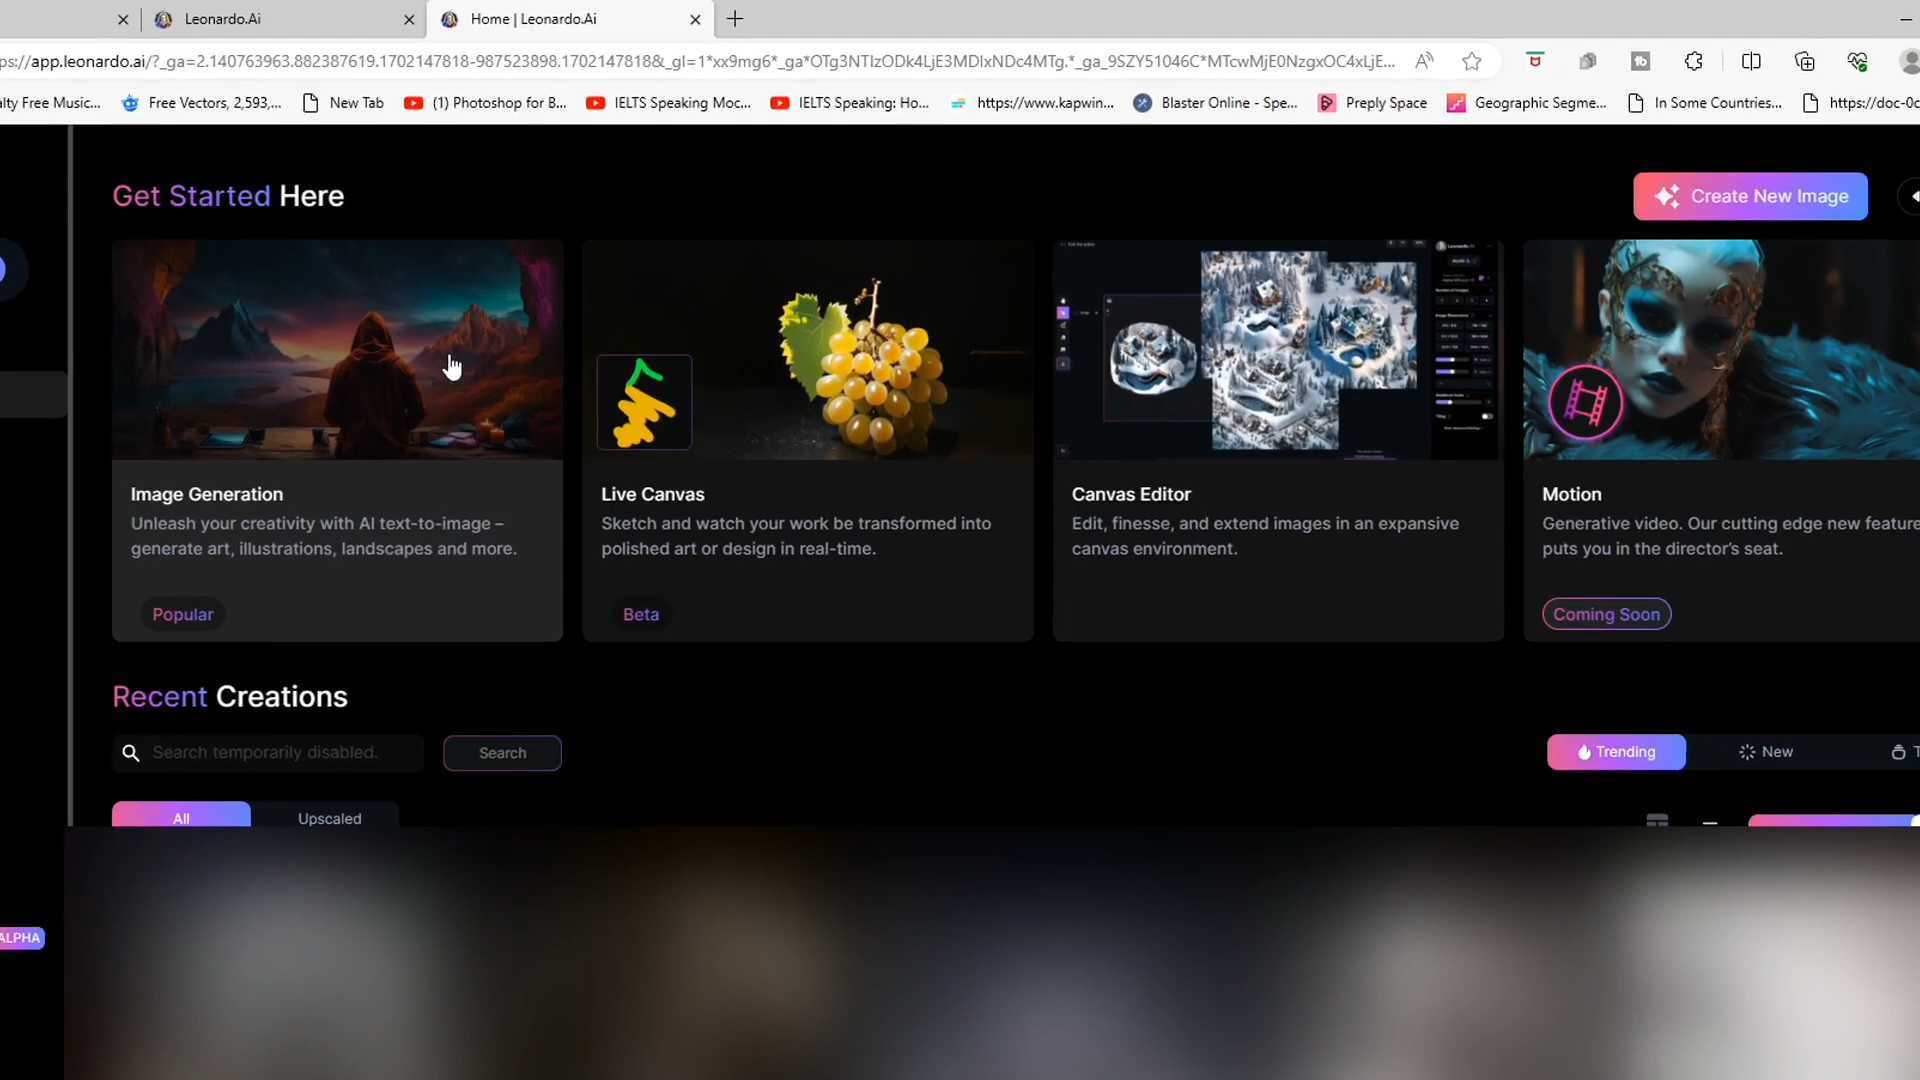 Leonardo.Ai
Home | Leonardo.Ai
ps://app.leonardo.ai/?_ga=2.140763963.882387619.1702147818-987523898.1702147818&_gl=1*xx9mg6*_ga*OTg3NTIzODk4LjE3MDIxNDc4MTg.*_ga_9SZY51046C*MTcwMjE0NzgxOC4xLjE...
alty Free Music...
Free Vectors, 2,593,...
New Tab
(1) Photoshop for B...
IELTS Speaking Moc...
IELTS Speaking: Ho...
https://www.kapwin...
Blaster Online - Spe...
Preply Space
Geographic Segme...
In Some Countries...
https://doc-0c
Get Started Here
Create New Image
Image Generation
Unleash your creativity with AI text-to-image –
generate art, illustrations, landscapes and more.
Popular
Live Canvas
Sketch and watch your work be transformed into
polished art or design in real-time.
Beta
Canvas Editor
Edit, finesse, and extend images in an expansive
canvas environment.
Motion
Generative video. Our cutting edge new feature
puts you in the director's seat.
Coming Soon
Recent Creations
Search temporarily disabled.
Search
Trending
New
T
All
Upscaled
ALPHA